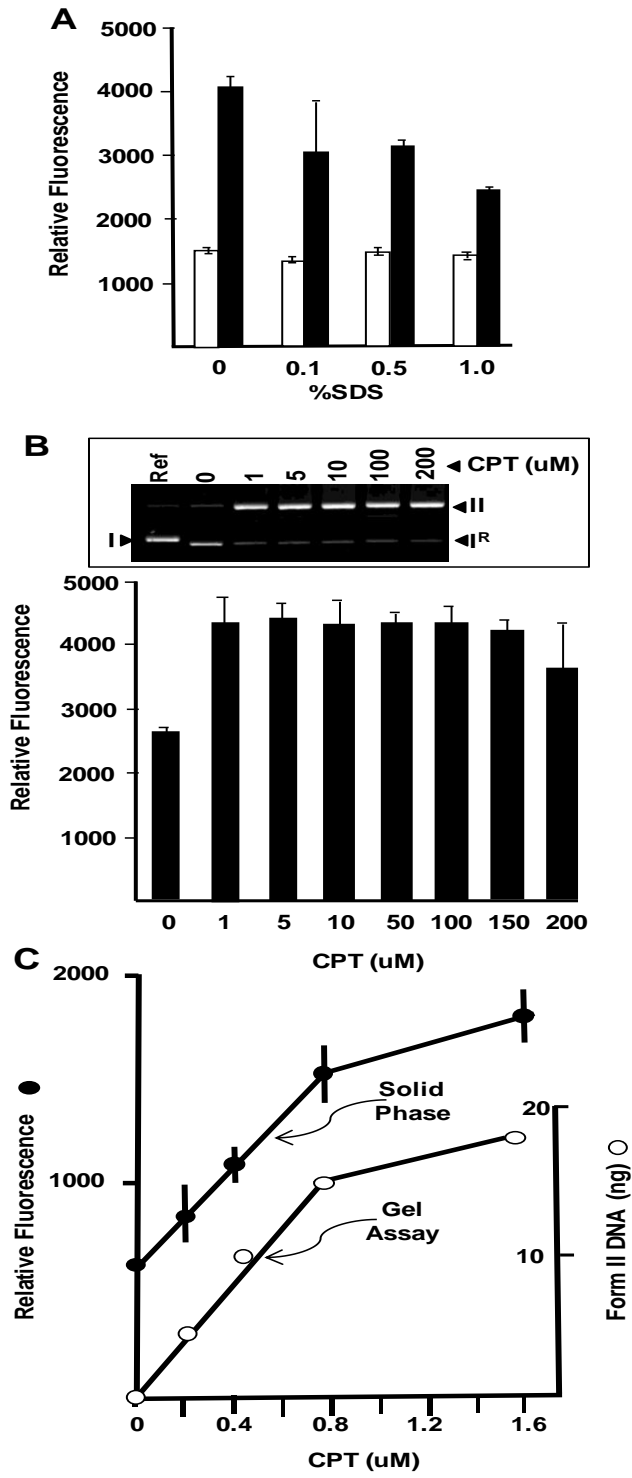 A
5000
4000
3000
2000
1000
Relative Fluorescence
0 0.1 0.5 1.0
%SDS
B
Ref 0 1 5 10 100 200 ◄ CPT (uM)
◄II
I► ◄I^R
5000
4000
3000
2000
1000
Relative Fluorescence
0 1 5 10 50 100 150 200
CPT (uM)
C
2000
1000
Relative Fluorescence
Solid
Phase
Gel
Assay
20
10
Form II DNA (ng)
0 0.4 0.8 1.2 1.6
CPT (uM)